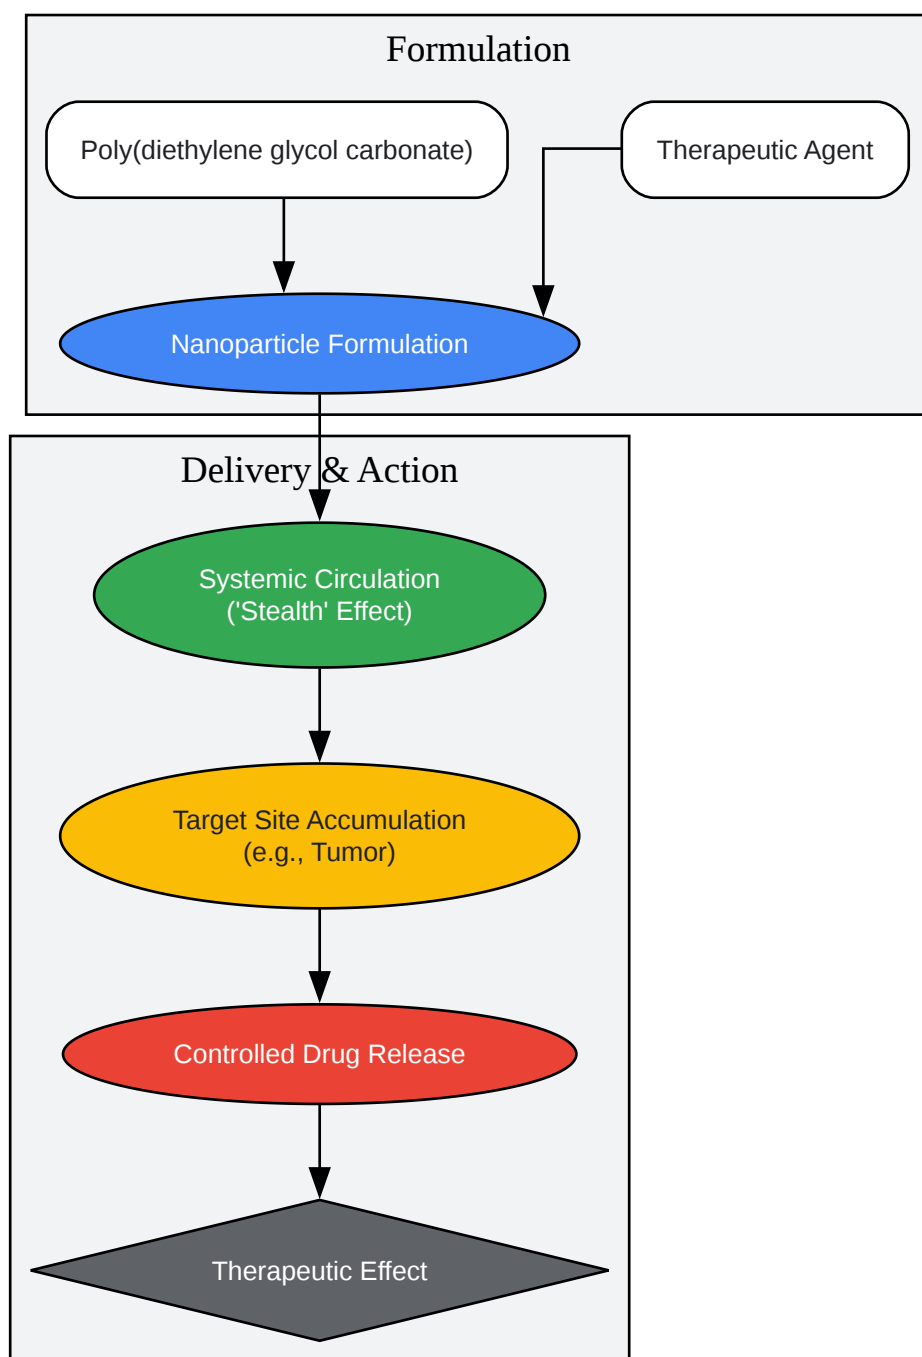 Formulation
Poly(diethylene glycol carbonate)
Therapeutic Agent
Nanoparticle Formulation
Delivery & Action
Systemic Circulation
('Stealth' Effect)
Target Site Accumulation
(e.g., Tumor)
Controlled Drug Release
Therapeutic Effect